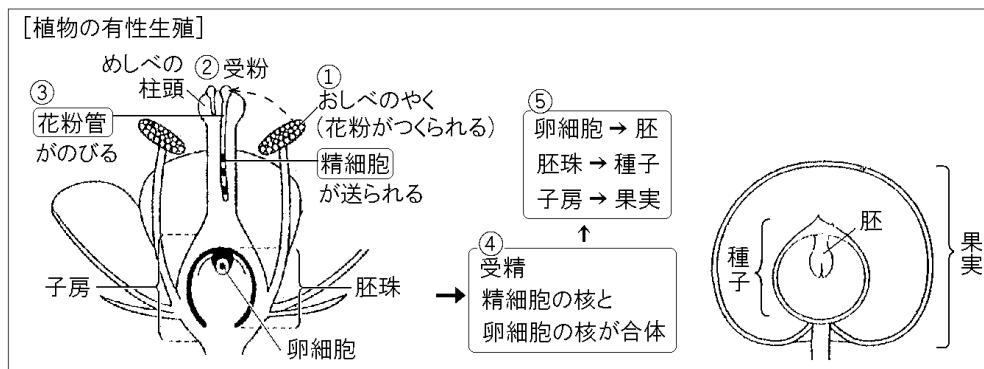 [植物の有性生殖]
めしべの
柱頭
② 受粉
①
おしべのやく
(花粉がつくられる)
③
花粉管
がのびる
精細胞
が送られる
子房
胚珠
卵細胞
→
④
受精
精細胞の核と
卵細胞の核が合体
↑
⑤
卵細胞 → 胚
胚珠 → 種子
子房 → 果実
胚
種子
果実